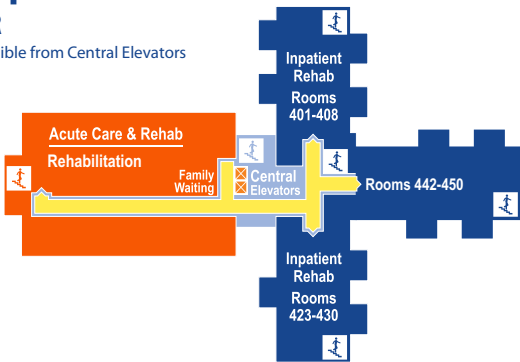 ible from Central Elevators
Inpatient
Rehab
Rooms
401-408
Acute Care & Rehab
Rehabilitation
Family
Waiting
Central
Elevators
Rooms 442-450
Inpatient
Rehab
Rooms
423-430